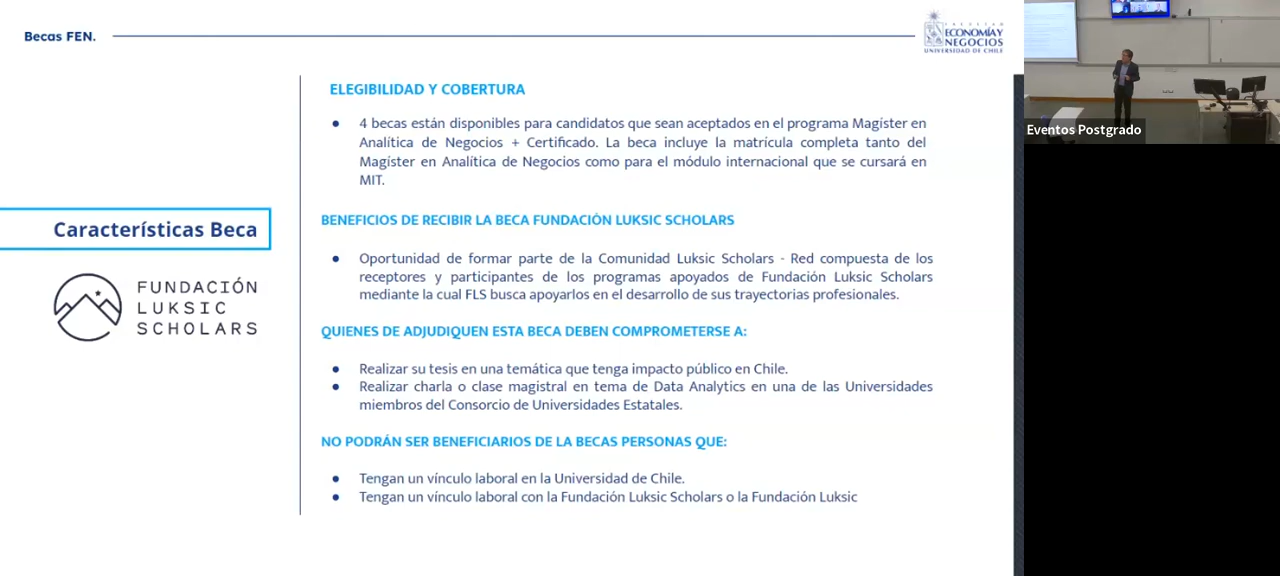 Becas FEN.
FACULTAD
ECONOMÍA Y
NEGOCIOS
UNIVERSIDAD DE CHILE
Eventos Postgrado
Características Beca
FUNDACIÓN
LUKSIC
SCHOLARS
ELEGIBILIDAD Y COBERTURA
● 4 becas están disponibles para candidatos que sean aceptados en el programa Magíster en
Analítica de Negocios + Certificado. La beca incluye la matrícula completa tanto del
Magíster en Analítica de Negocios como para el módulo internacional que se cursará en
MIT.
BENEFICIOS DE RECIBIR LA BECA FUNDACIÓN LUKSIC SCHOLARS
● Oportunidad de formar parte de la Comunidad Luksic Scholars - Red compuesta de los
receptores y participantes de los programas apoyados de Fundación Luksic Scholars
mediante la cual FLS busca apoyarlos en el desarrollo de sus trayectorias profesionales.
QUIENES DE ADJUDIQUEN ESTA BECA DEBEN COMPROMETERSE A:
● Realizar su tesis en una temática que tenga impacto público en Chile.
● Realizar charla o clase magistral en tema de Data Analytics en una de las Universidades
miembros del Consorcio de Universidades Estatales.
NO PODRÁN SER BENEFICIARIOS DE LA BECAS PERSONAS QUE:
● Tengan un vínculo laboral en la Universidad de Chile.
● Tengan un vínculo laboral con la Fundación Luksic Scholars o la Fundación Luksic